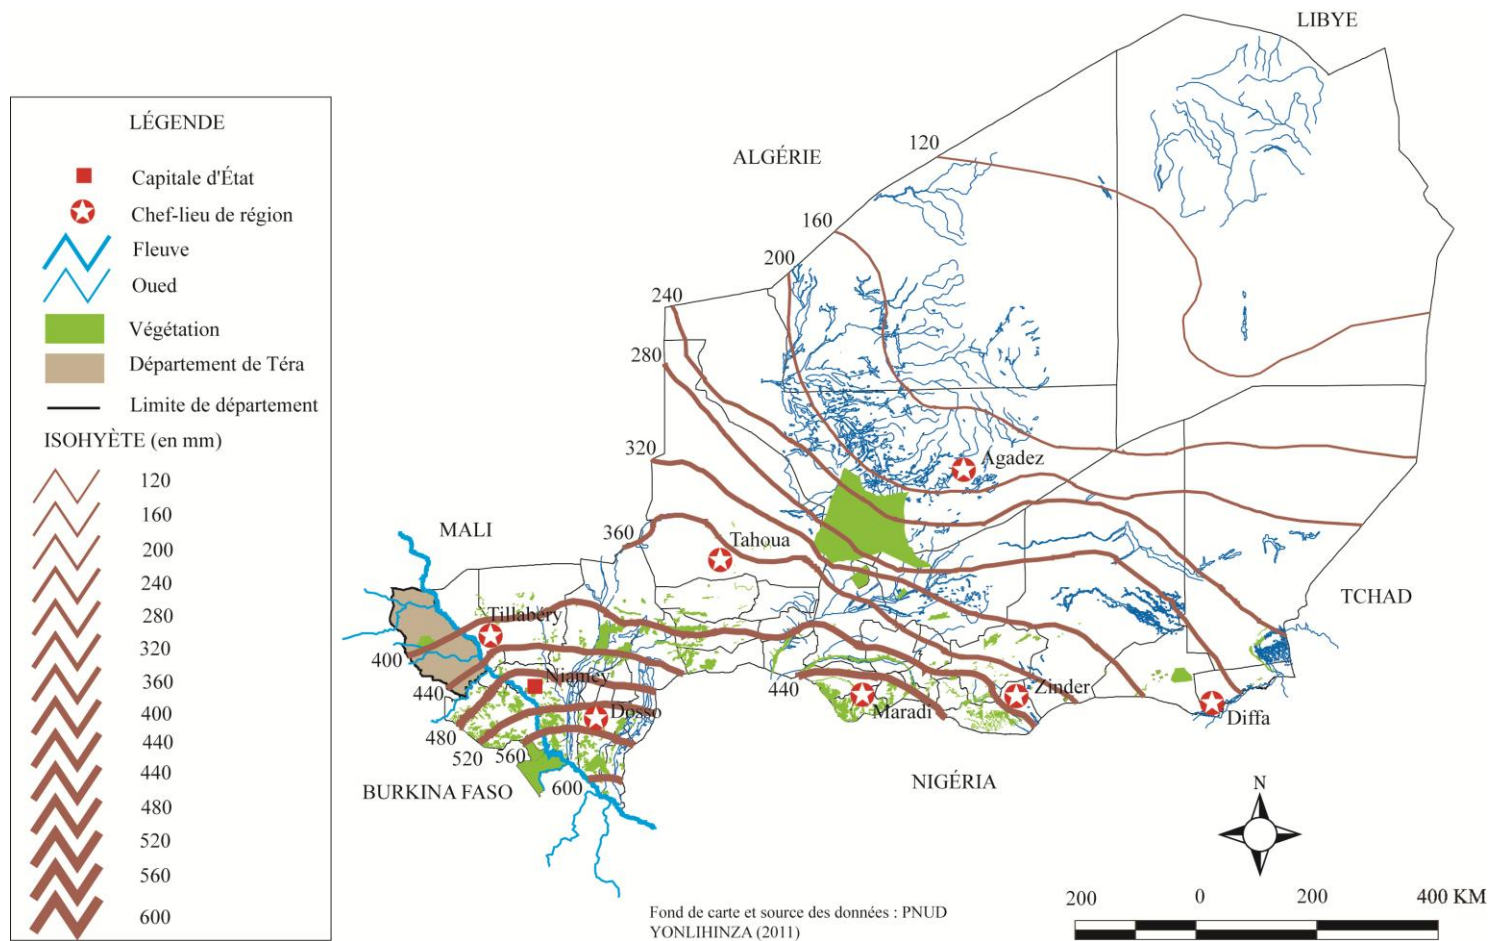 LÉGENDE
Capitale d'État
Chef-lieu de région
Fleuve
Oued
Végétation
Département de Téra
Limite de département
ISOHYÈTE (en mm)
120
160
200
240
280
320
360
400
440
440
480
520
560
600
LIBYE
ALGÉRIE
120
160
200
240
280
320
360
MALI
Agadez
Tahoua
TCHAD
Tillabéry
400
440
Niamey
440
Maradi
Zinder
Diffa
Dosso
480
520
560
600
BURKINA FASO
NIGÉRIA
N
Fond de carte et source des données : PNUD
YONLIHINZA (2011)
200 0 200 400 KM